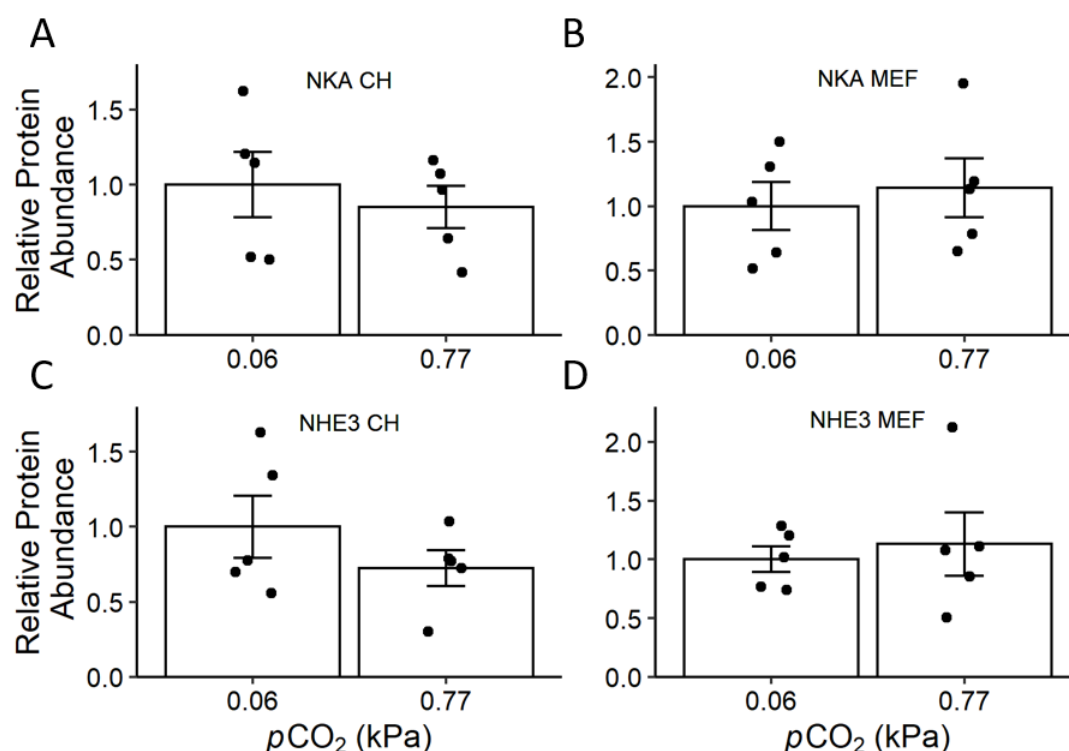 A
B
NKA CH
NKA MEF
Relative Protein
Abundance
1.5
1.0
0.5
0.0
2.0
1.5
1.0
0.5
0.0
0.06
0.77
0.06
0.77
C
D
NHE3 CH
NHE3 MEF
Relative Protein
Abundance
1.5
1.0
0.5
0.0
2.0
1.5
1.0
0.5
0.0
0.06
0.77
0.06
0.77
pCO₂ (kPa)
pCO₂ (kPa)